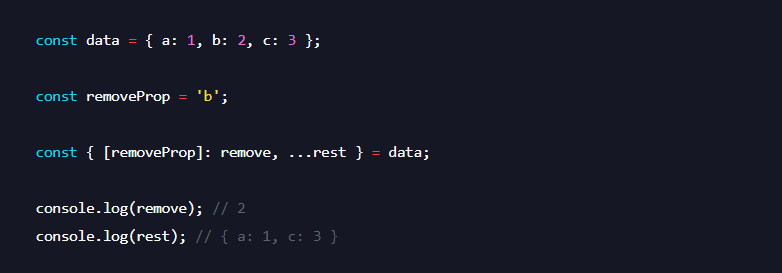 const data = { a: 1, b: 2, c: 3 };
const removeProp = 'b';
const { [removeProp]: remove, ...rest } = data;
console.log(remove); // 2
console.log(rest); // { a: 1, c: 3 }